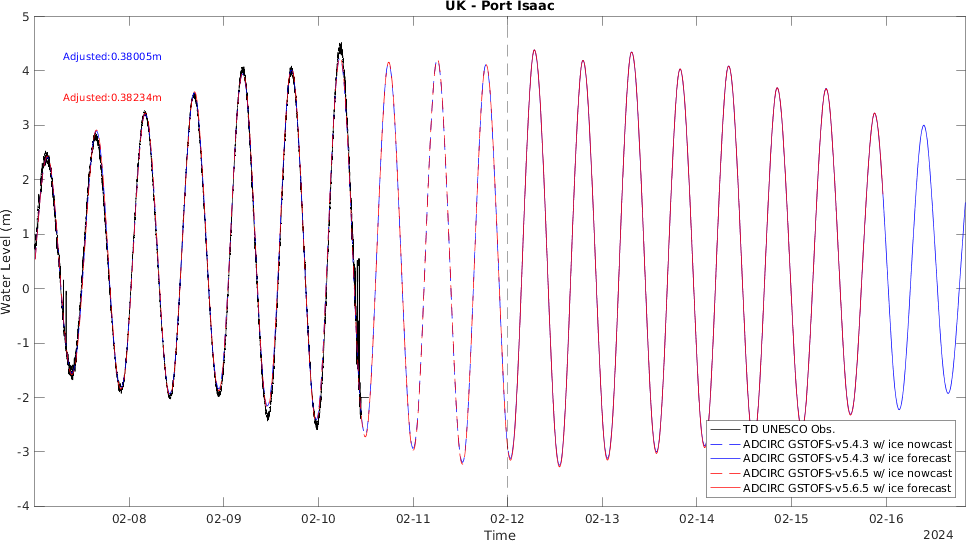 UK - Port Isaac
Adjusted:0.38005m
Adjusted:0.38234m
Water Level (m)
5
4
3
2
1
0
-1
-2
-3
-4
TD UNESCO Obs.
ADCIRC GSTOFS-v5.4.3 w/ ice nowcast
ADCIRC GSTOFS-v5.4.3 w/ ice forecast
ADCIRC GSTOFS-v5.6.5 w/ ice nowcast
ADCIRC GSTOFS-v5.6.5 w/ ice forecast
02-08 02-09 02-10 02-11 02-12 02-13 02-14 02-15 02-16
Time
2024